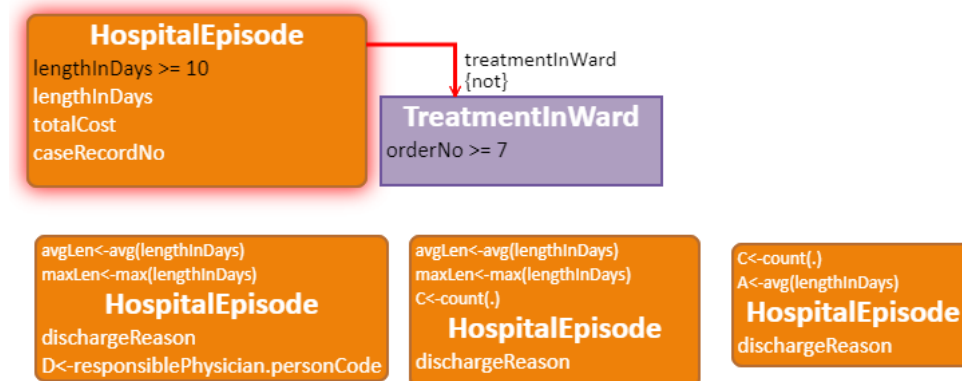 HospitalEpisode
lengthInDays >= 10
lengthInDays
totalCost
caseRecordNo
treatmentInWard
{not}
TreatmentInWard
orderNo >= 7
avgLen<-avg(lengthInDays)
maxLen<-max(lengthInDays)
HospitalEpisode
dischargeReason
D<-responsiblePhysician.personCode
avgLen<-avg(lengthInDays)
maxLen<-max(lengthInDays)
C<-count(.)
HospitalEpisode
dischargeReason
C<-count(.)
A<-avg(lengthInDays)
HospitalEpisode
dischargeReason